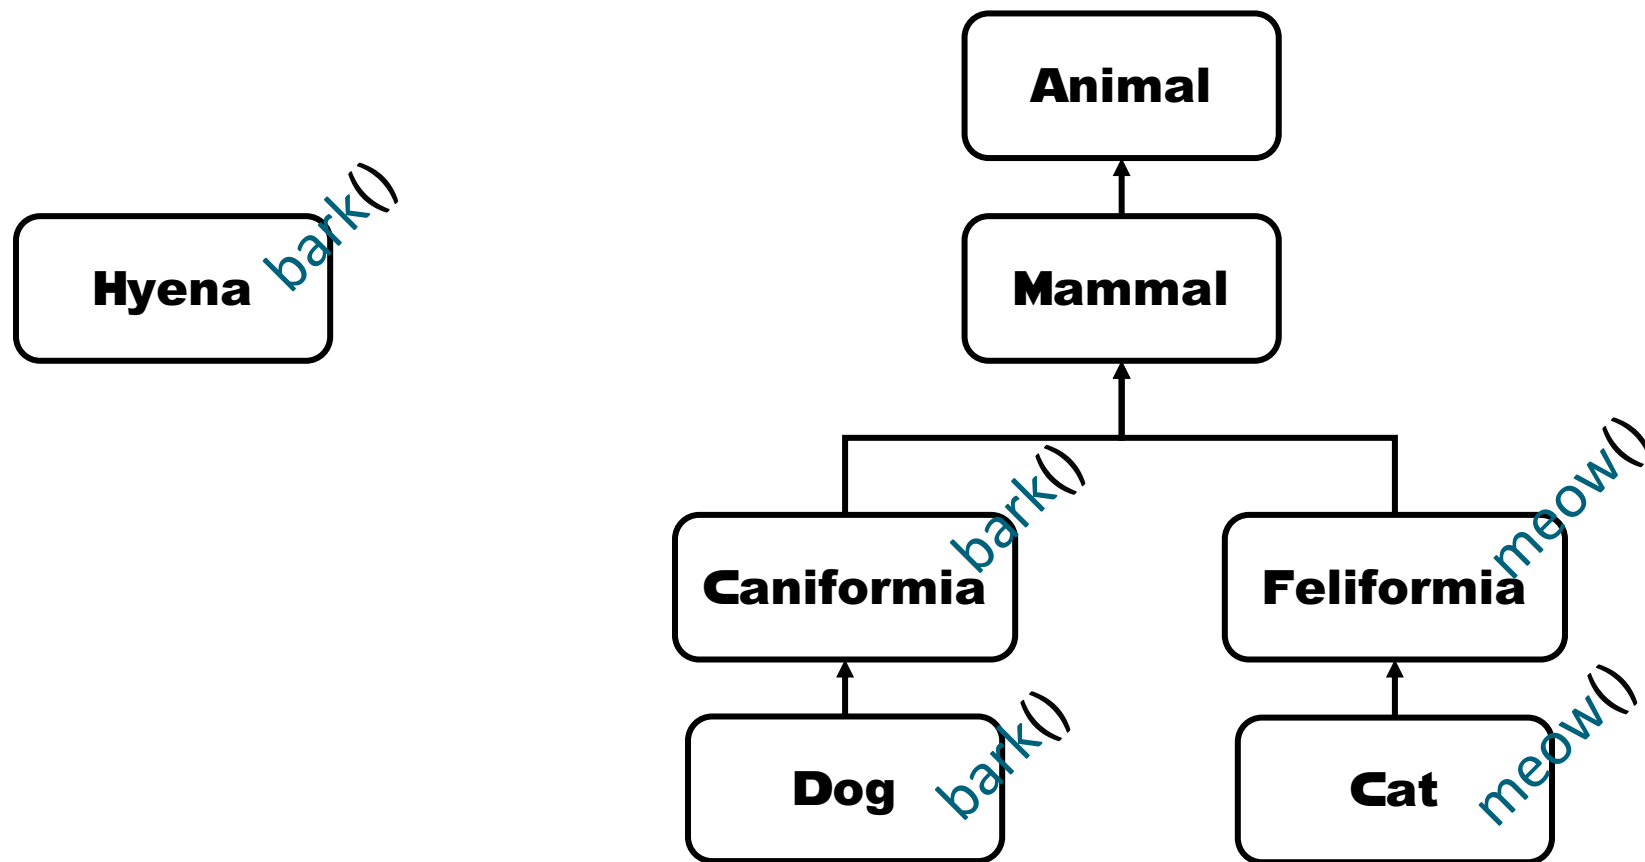 Animal
Hyena
bark()
Mammal
Caniformia
bark()
Feliformia
meow()
Dog
bark()
Cat
meow()